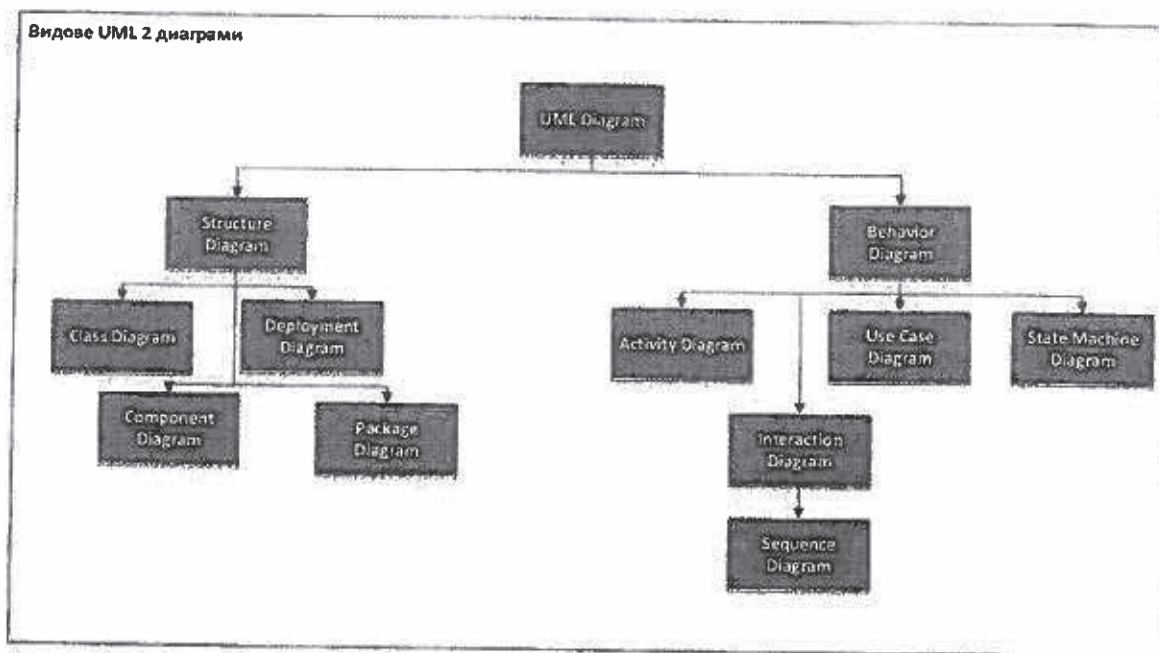 Видове UML 2 диаграми
UML Diagram
Structure
Diagram
Behavior
Diagram
Class Diagram
Deployment
Diagram
Activity Diagram
Use Case
Diagram
State Machine
Diagram
Component
Diagram
Package
Diagram
Interaction
Diagram
Sequence
Diagram